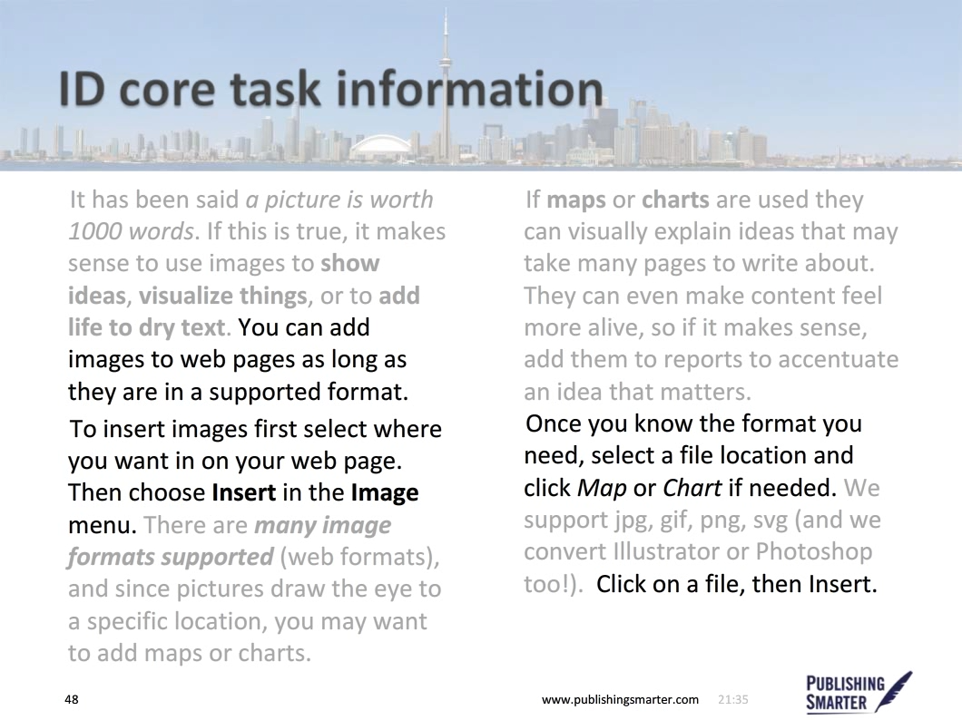 ID core task information
It has been said a picture is worth
1000 words. If this is true, it makes
sense to use images to show
ideas, visualize things, or to add
life to dry text. You can add
images to web pages as long as
they are in a supported format.
To insert images first select where
you want in on your web page.
Then choose Insert in the Image
menu. There are many image
formats supported (web formats),
and since pictures draw the eye to
a specific location, you may want
to add maps or charts.
If maps or charts are used they
can visually explain ideas that may
take many pages to write about.
They can even make content feel
more alive, so if it makes sense,
add them to reports to accentuate
an idea that matters.
Once you know the format you
need, select a file location and
click Map or Chart if needed. We
support jpg, gif, png, svg (and we
convert Illustrator or Photoshop
too!). Click on a file, then Insert.
48
www.publishingsmarter.com
21:35
PUBLISHING
SMARTER